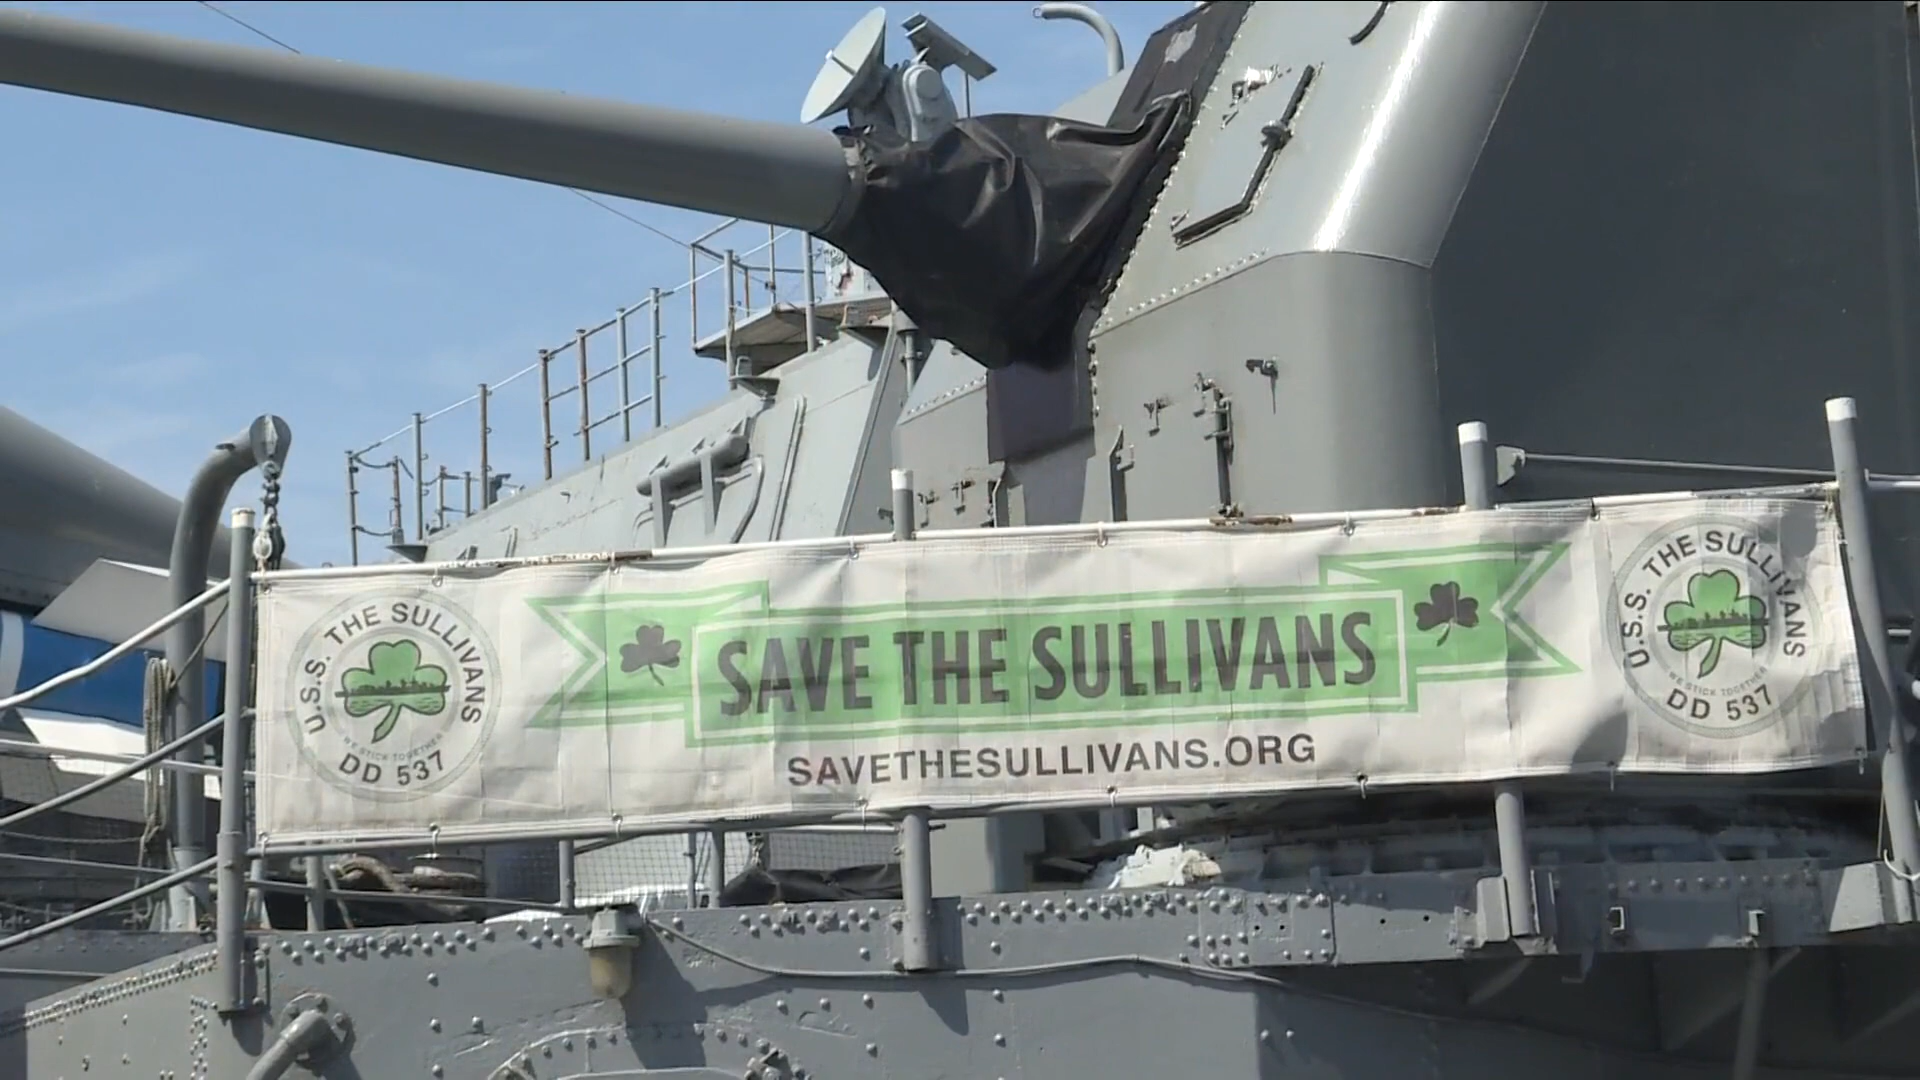 U.S.S. THE SULLIVANS
WE STICK TOGETHER
DD 537
SAVE THE SULLIVANS
SAVETHESULLIVANS.ORG
U.S.S. THE SULLIVANS
WE STICK TOGETHER
DD 537